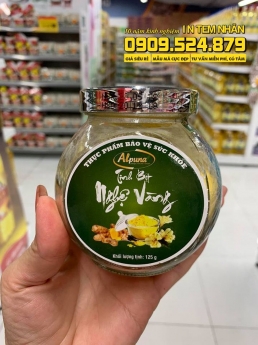 10 năm kinh nghiệm IN TEM NHÃN
0909.524.879
GIÁ SIÊU RẺ | MẪU MÃ CỰC ĐẸP | TƯ VẤN MIỄN PHÍ, CÓ TÂM
THỰC PHẨM BẢO VỆ SỨC KHỎE
Alpuna
Tinh Bột
Nghệ Vàng
Khối lượng tịnh: 125 g